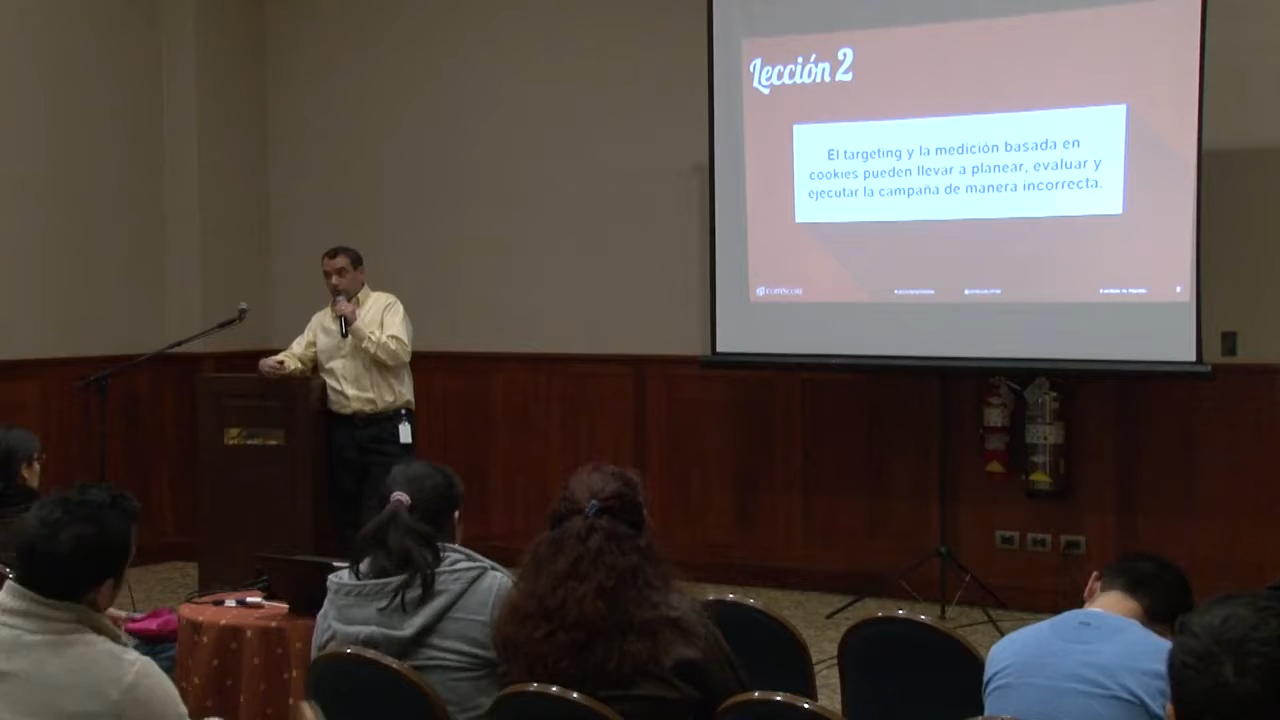 Lección 2
El targeting y la medición basada en
cookies pueden llevar a planear, evaluar y
ejecutar la campaña de manera incorrecta.
comScore